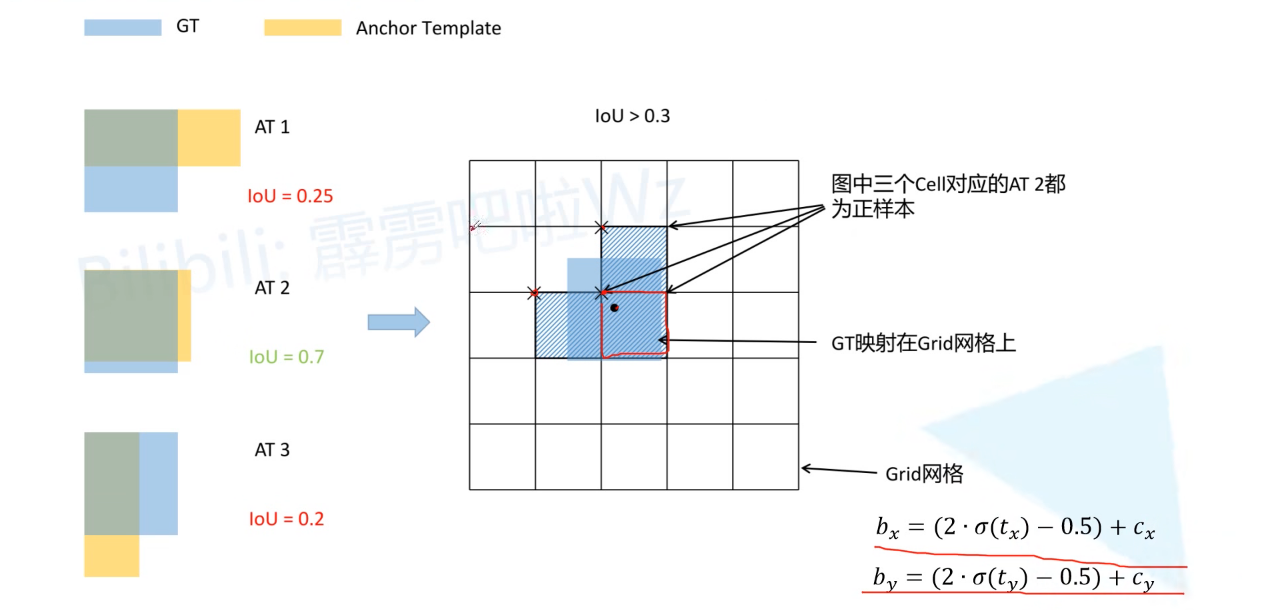 GT
Anchor Template
AT 1
IoU = 0.25
AT 2
IoU = 0.7
AT 3
IoU = 0.2
IoU > 0.3
图中三个Cell对应的AT 2都
为正样本
GT映射在Grid网格上
Grid网格
b_x = (2 · σ(t_x) − 0.5) + c_x
b_y = (2 · σ(t_y) − 0.5) + c_y
Bilibili: 霹雳吧啦Wz